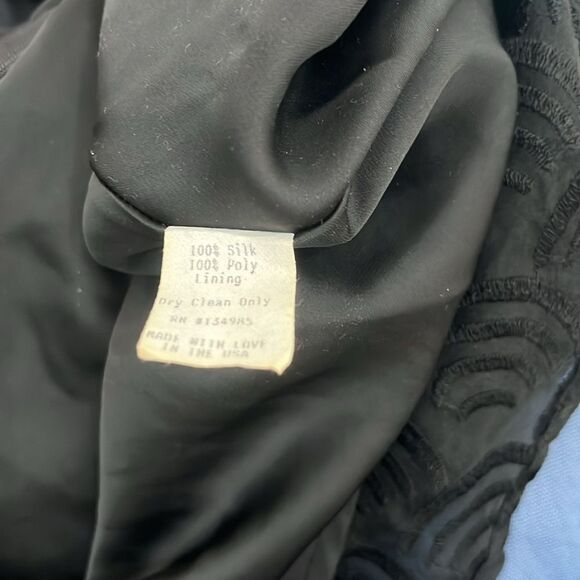 100% Silk
100% Poly
Lining
Dry Clean Only
RN #134985
MADE WITH LOVE
IN THE USA